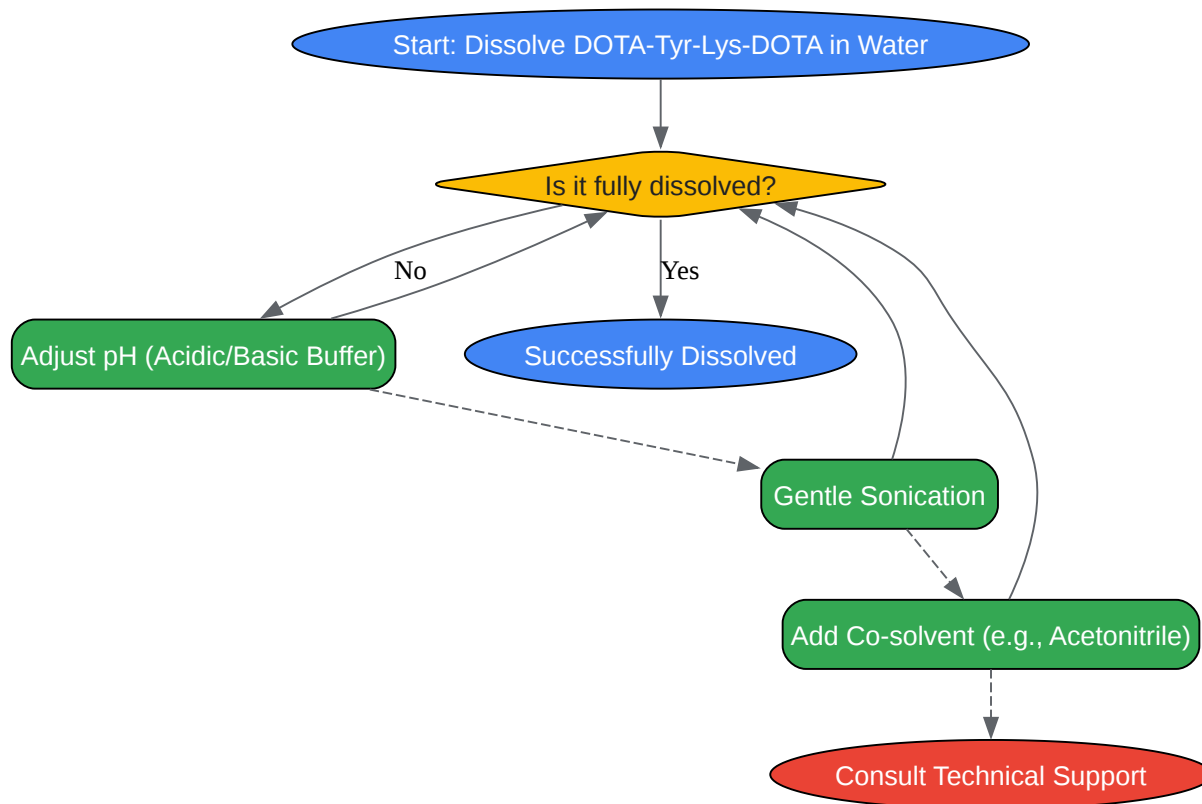 Start: Dissolve DOTA-Tyr-Lys-DOTA in Water
Is it fully dissolved?
No
Yes
Adjust pH (Acidic/Basic Buffer)
Successfully Dissolved
Gentle Sonication
Add Co-solvent (e.g., Acetonitrile)
Consult Technical Support